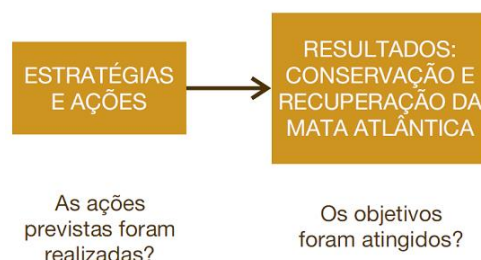 ESTRATÉGIAS
E AÇÕES
RESULTADOS:
CONSERVAÇÃO E
RECUPERAÇÃO DA
MATA ATLÂNTICA
As ações
previstas foram
realizadas?
Os objetivos
foram atingidos?